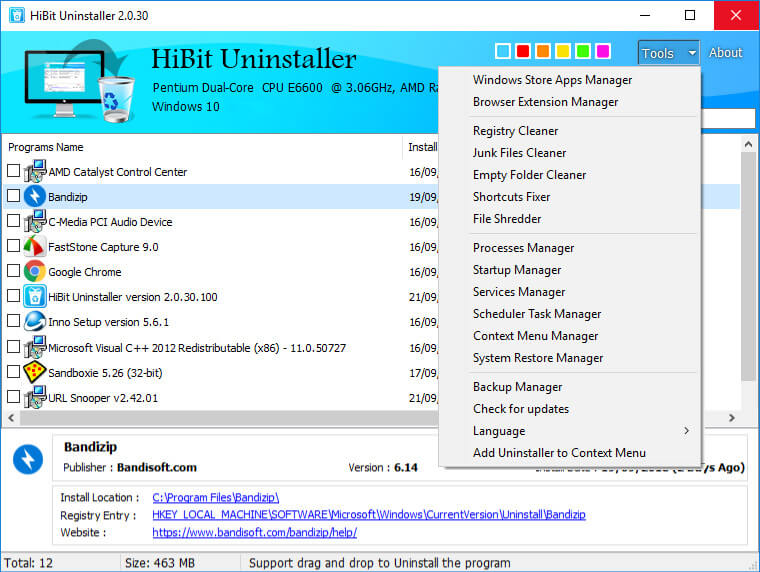 HiBit Uninstaller 2.0.30
HiBit Uninstaller
Tools
About
Pentium Dual-Core CPU E6600 @ 3.06GHz, AMD
Windows 10
Windows Store Apps Manager
Browser Extension Manager
Registry Cleaner
Junk Files Cleaner
Empty Folder Cleaner
Shortcuts Fixer
File Shredder
Processes Manager
Startup Manager
Services Manager
Scheduler Task Manager
Context Menu Manager
System Restore Manager
Backup Manager
Check for updates
Language
Add Uninstaller to Context Menu
Programs Name Install
AMD Catalyst Control Center 16/09
Bandizip 19/09
C-Media PCI Audio Device 16/09
FastStone Capture 9.0 16/09
Google Chrome 16/09
HiBit Uninstaller version 2.0.30.100 21/09
Inno Setup version 5.6.1 16/09
Microsoft Visual C++ 2012 Redistributable (x86) - 11.0.50727 16/09
Sandboxie 5.26 (32-bit) 17/09
URL Snooper v2.42.01 21/09
Bandizip
Publisher : Bandisoft.com Version : 6.14 Ago)
Install Location : C:\Program Files\Bandizip\
Registry Entry : HKEY_LOCAL_MACHINE\SOFTWARE\Microsoft\Windows\CurrentVersion\Uninstall\Bandizip
Website : https://www.bandisoft.com/bandizip/help/
Total: 12 Size: 463 MB Support drag and drop to Uninstall the program